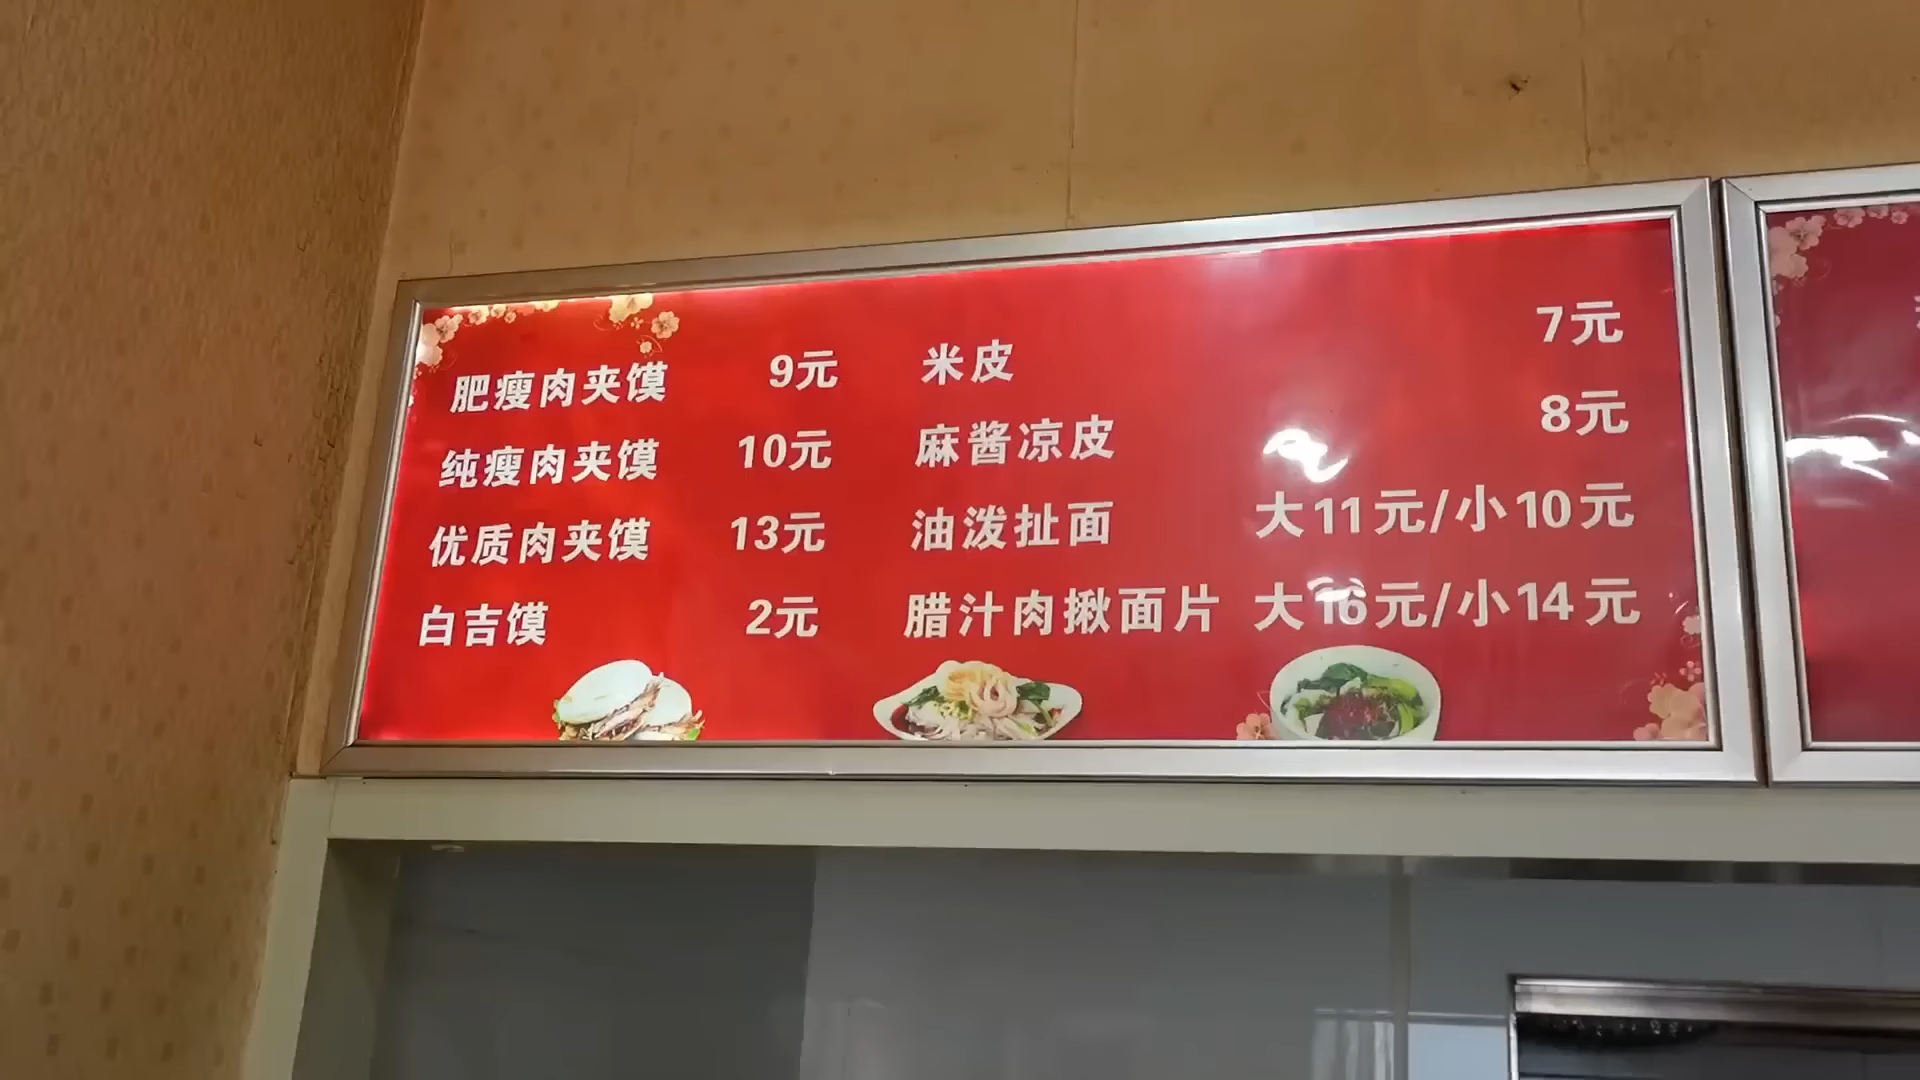 肥瘦肉夹馍 9元
纯瘦肉夹馍 10元
优质肉夹馍 13元
白吉馍 2元
米皮 7元
麻酱凉皮 8元
油泼扯面 大11元/小10元
腊汁肉揪面片 大16元/小14元